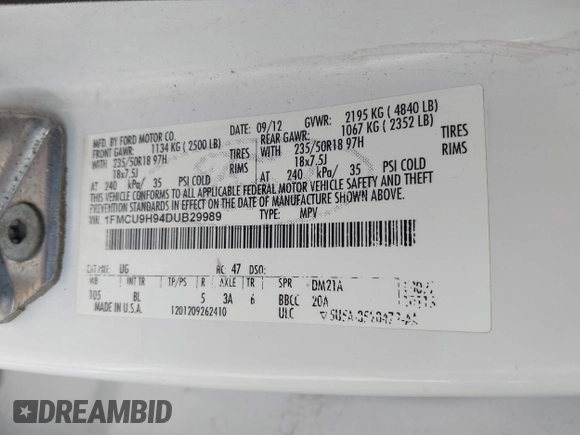 MFD. BY FORD MOTOR CO. DATE: 09/12 GVWR: 2195 KG ( 4840 LB)
FRONT GAWR: 1134 KG ( 2500 LB) REAR GAWR: 1067 KG ( 2352 LB)
WITH 235/50R18 97H TIRES WITH 235/50R18 97H TIRES
18x7.5J RIMS 18x7.5J RIMS
AT 240 kPa/ 35 PSI COLD AT 240 kPa/ 35 PSI COLD
THIS VEHICLE CONFORMS TO ALL APPLICABLE FEDERAL MOTOR VEHICLE SAFETY AND THEFT
PREVENTION STANDARDS IN EFFECT ON THE DATE OF MANUFACTURE SHOWN ABOVE.
VIN: 1FMCU9H94DUB29989 TYPE: MPV
EXT PNT: UG RC: 47 DSO:
WB INT TR TP/PS R AXLE TR SPR DM21A
105 8L 5 3A 6 BBCC 20A
MADE IN U.S.A. 1201209262410 ULC
DREAMBID